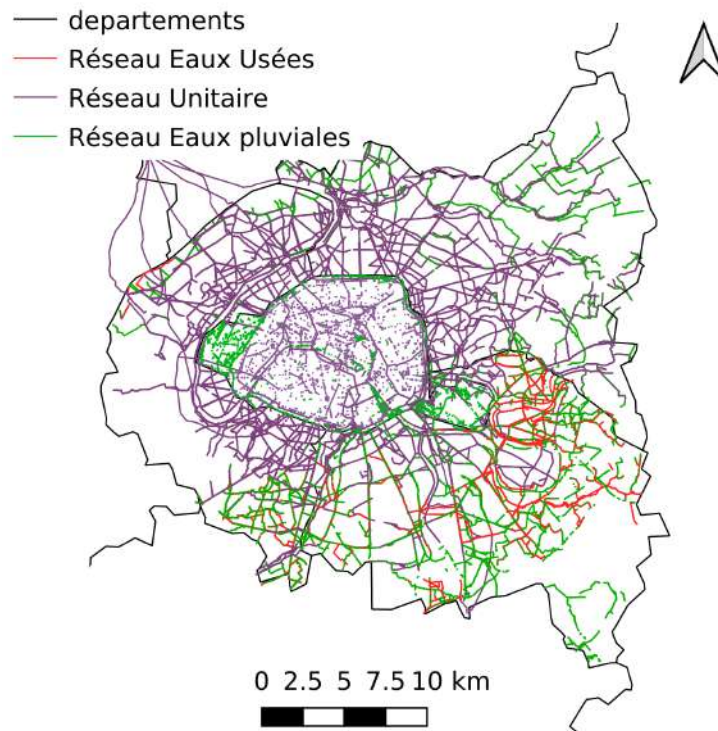 departements
Réseau Eaux Usées
Réseau Unitaire
Réseau Eaux pluviales
0 2.5 5 7.5 10 km